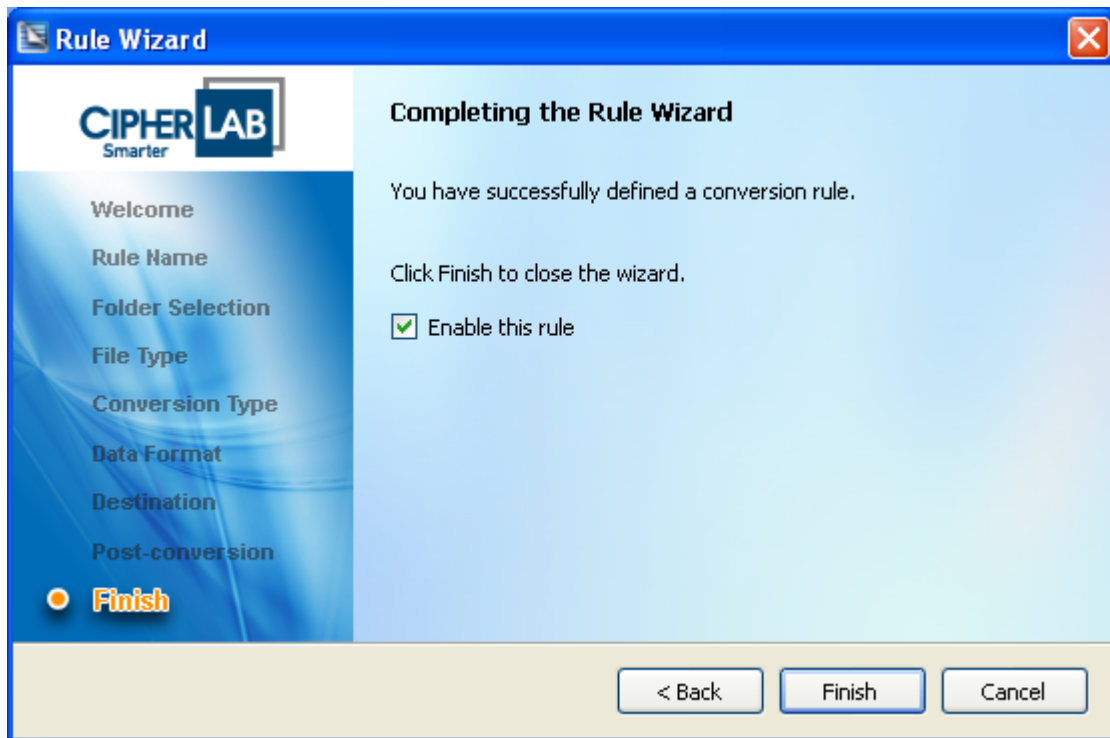 Rule Wizard
CIPHER LAB
Smarter
Welcome
Rule Name
Folder Selection
File Type
Conversion Type
Data Format
Destination
Post-conversion
Finish
Completing the Rule Wizard
You have successfully defined a conversion rule.
Click Finish to close the wizard.
Enable this rule
< Back
Finish
Cancel